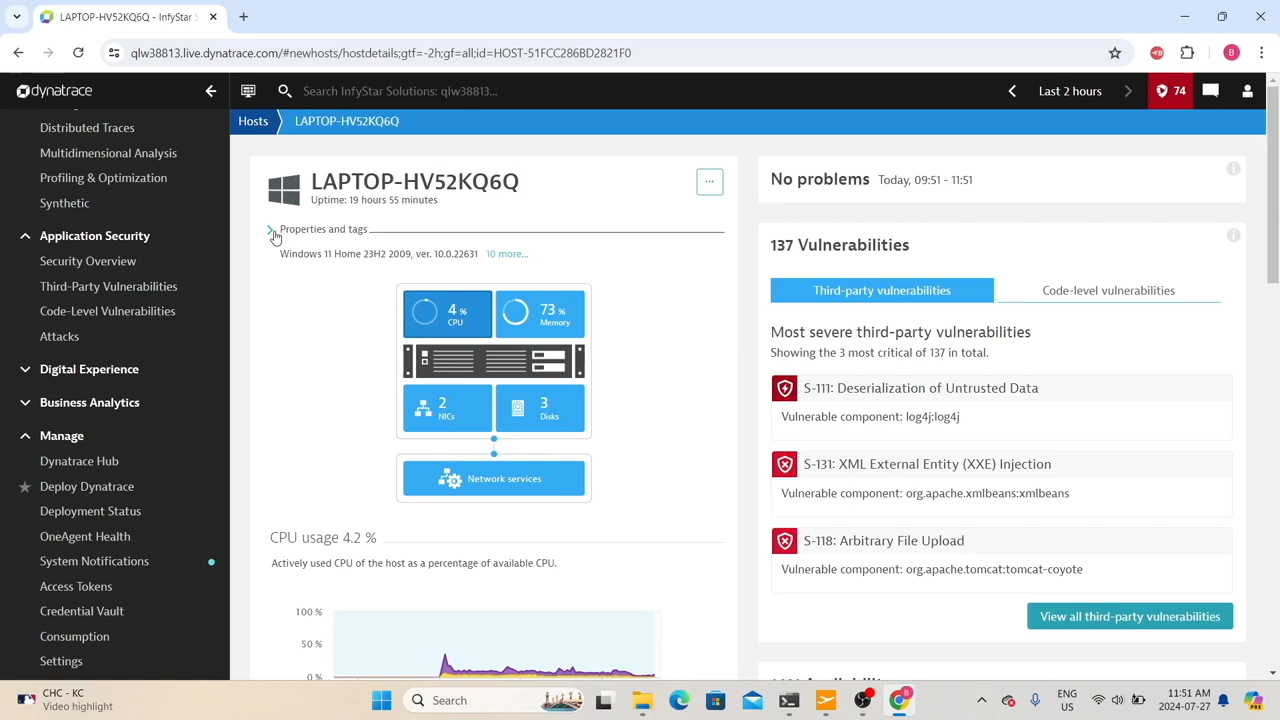 LAPTOP-HV52KQ6Q - InfyStar S
qlw38813.live.dynatrace.com/#newhosts/hostdetails;gtf=-2h;gf=all;id=HOST-51FCC286BD2821F0
B
dynatrace
Search InfyStar Solutions: qlw38813...
Last 2 hours
74
Hosts
LAPTOP-HV52KQ6Q
Distributed Traces
Multidimensional Analysis
Profiling & Optimization
Synthetic
Application Security
Security Overview
Third-Party Vulnerabilities
Code-Level Vulnerabilities
Attacks
Digital Experience
Business Analytics
Manage
Dynatrace Hub
Deploy Dynatrace
Deployment Status
OneAgent Health
System Notifications
Access Tokens
Credential Vault
Consumption
Settings
LAPTOP-HV52KQ6Q
Uptime: 19 hours 55 minutes
...
Properties and tags
Windows 11 Home 23H2 2009, ver. 10.0.22631 10 more...
4 %
CPU
73 %
Memory
2
NICs
3
Disks
Network services
CPU usage 4.2 %
Actively used CPU of the host as a percentage of available CPU.
100 %
50 %
0 %
No problems Today, 09:51 - 11:51
137 Vulnerabilities
Third-party vulnerabilities
Code-level vulnerabilities
Most severe third-party vulnerabilities
Showing the 3 most critical of 137 in total.
S-111: Deserialization of Untrusted Data
Vulnerable component: log4j:log4j
S-131: XML External Entity (XXE) Injection
Vulnerable component: org.apache.xmlbeans:xmlbeans
S-118: Arbitrary File Upload
Vulnerable component: org.apache.tomcat:tomcat-coyote
View all third-party vulnerabilities
CHC - KC
Video highlight
Search
ENG
US
11:51 AM
2024-07-27